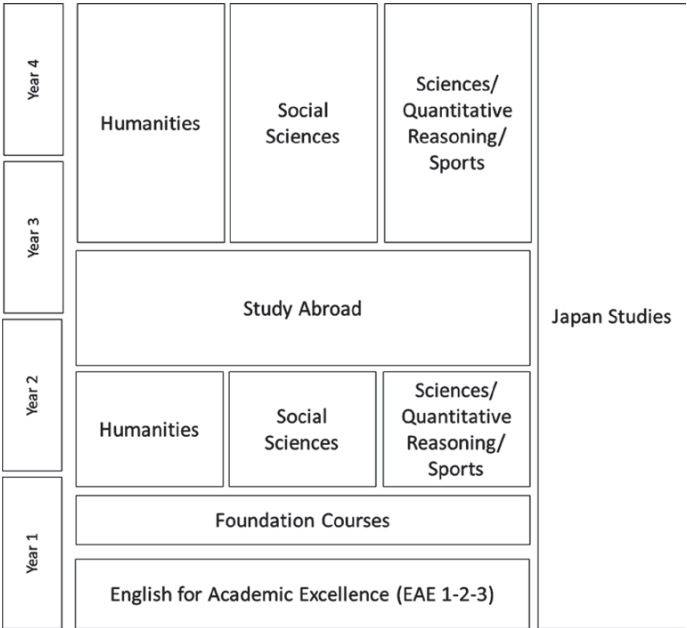 Year 4
Humanities
Social
Sciences
Sciences/
Quantitative
Reasoning/
Sports
Year 3
Study Abroad
Japan Studies
Year 2
Humanities
Social
Sciences
Sciences/
Quantitative
Reasoning/
Sports
Year 1
Foundation Courses
English for Academic Excellence (EAE 1-2-3)